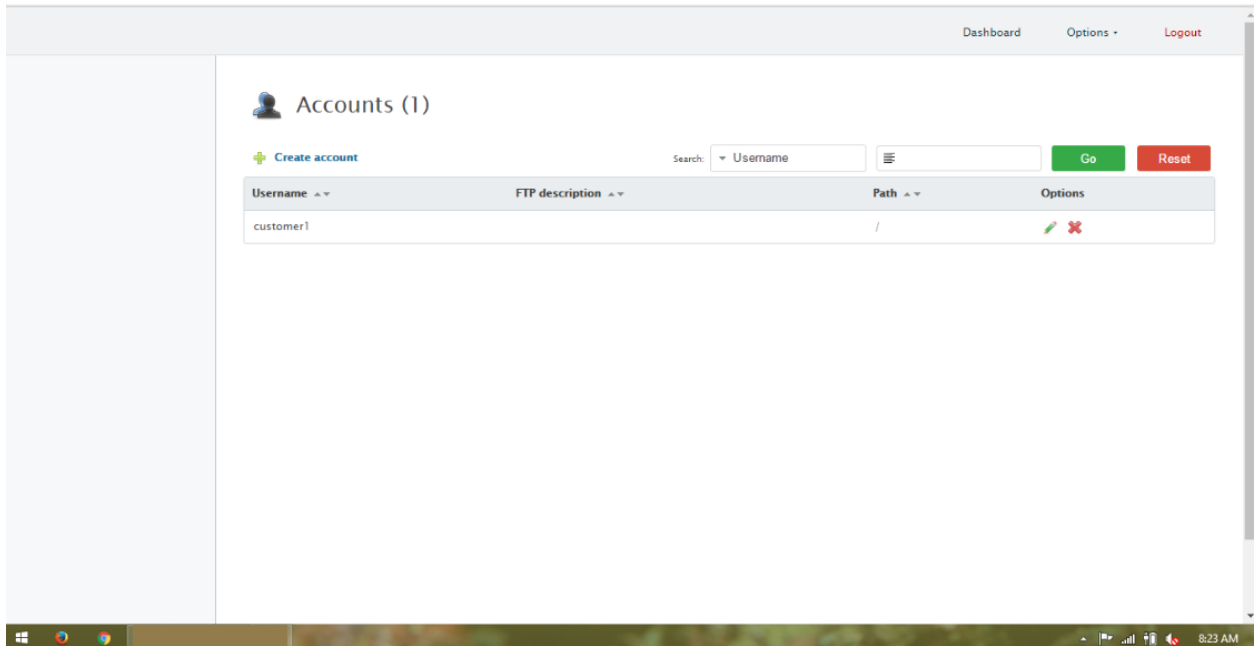 Dashboard Options Logout
Accounts (1)
Create account Search: Username Go Reset
Username FTP description Path Options
customer1 /
8:23 AM